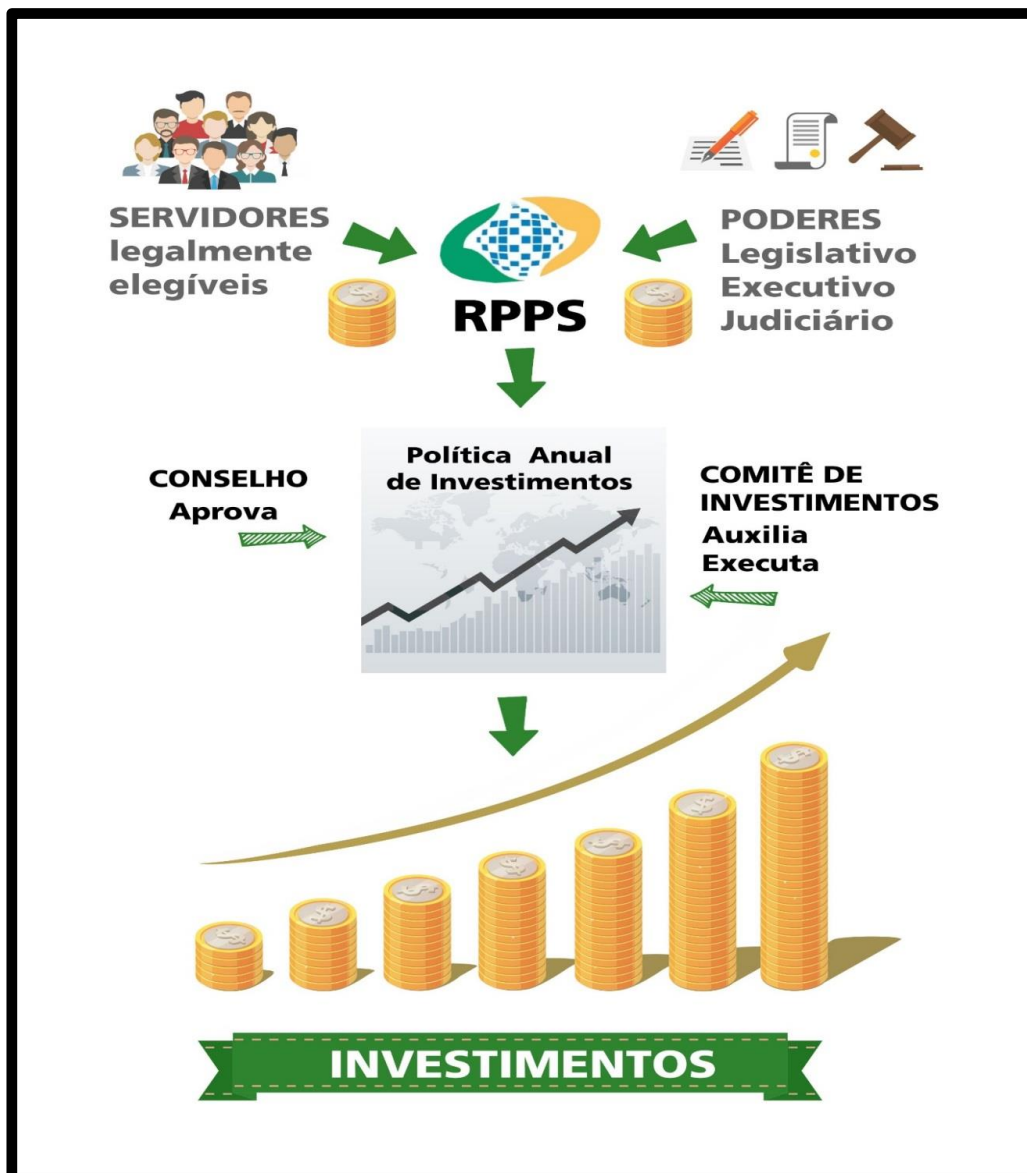 SERVIDORES
legalmente
elegíveis
RPPS
PODERES
Legislativo
Executivo
Judiciário
Política Anual
de Investimentos
CONSELHO
Aprova
COMITÊ DE
INVESTIMENTOS
Auxilia
Executa
INVESTIMENTOS